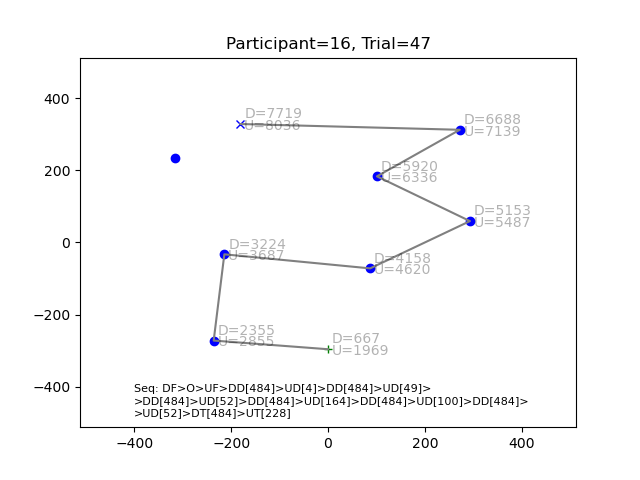 Participant=16, Trial=47
400
200
0
−200
−400
−400
−200
0
200
400
D=7719
U=8036
D=6688
U=7139
D=5920
U=6336
D=5153
U=5487
D=3224
U=3687
D=4158
U=4620
D=2355
U=2855
D=667
U=1969
Seq: DF>O>UF>DD[484]>UD[4]>DD[484]>UD[49]>
>DD[484]>UD[52]>DD[484]>UD[164]>DD[484]>UD[100]>DD[484]>
>UD[52]>DT[484]>UT[228]